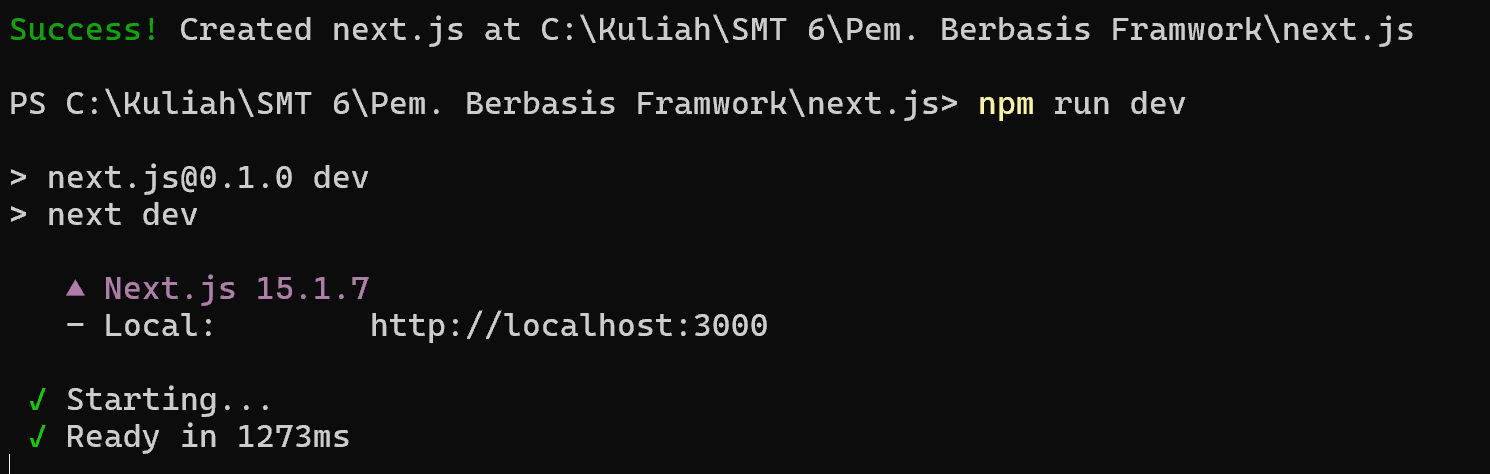 Success! Created next.js at C:\Kuliah\SMT 6\Pem. Berbasis Framwork\next.js
PS C:\Kuliah\SMT 6\Pem. Berbasis Framwork\next.js> npm run dev
> next.js@0.1.0 dev
> next dev
▲ Next.js 15.1.7
- Local: http://localhost:3000
✓ Starting...
✓ Ready in 1273ms